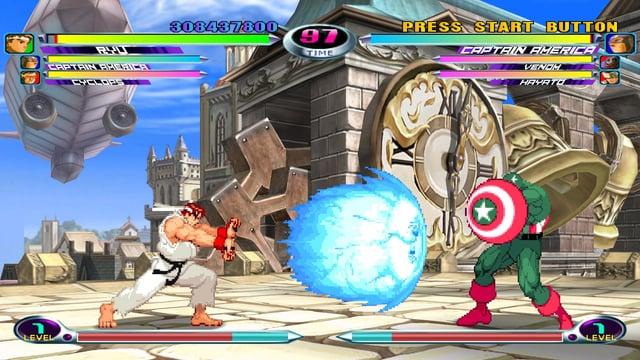 308437800
PRESS START BUTTON
RYU
97
TIME
CAPTAIN AMERICA
CAPTAIN AMERICA
VENOM
CYCLOPS
HAYATO
1
LEVEL
1
LEVEL